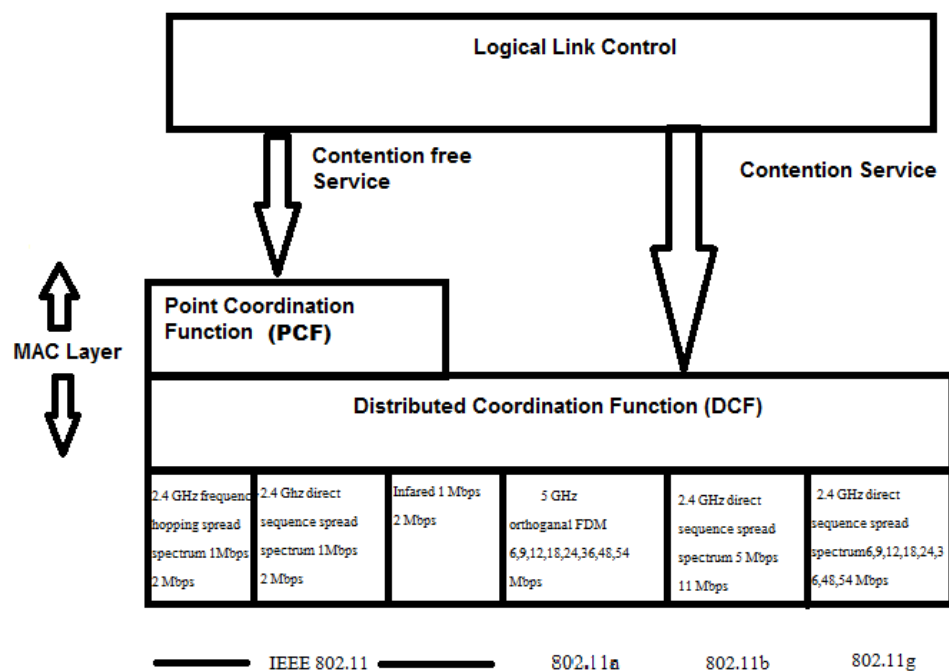 Logical Link Control
Contention free
Service
Contention Service
Point Coordination
Function (PCF)
MAC Layer
Distributed Coordination Function (DCF)
2.4 GHz frequenc
hopping spread
spectrum 1Mbps
2 Mbps
2.4 Ghz direct
sequence spread
spectrum 1Mbps
2 Mbps
Infared 1 Mbps
2 Mbps
5 GHz
orthoganal FDM
6,9,12,18,24,36,48,54
Mbps
2.4 GHz direct
sequence spread
spectrum 5 Mbps
11 Mbps
2.4 GHz direct
sequence spread
spectrum6,9,12,18,24,3
6,48,54 Mbps
IEEE 802.11
802.11a
802.11b
802.11g